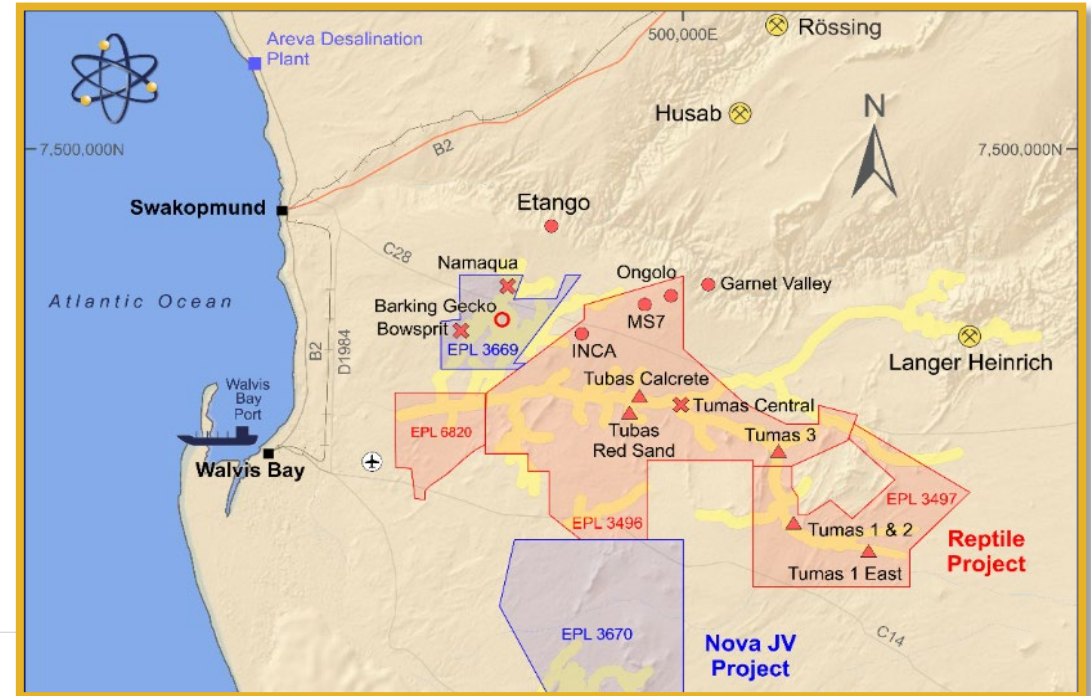 Areva Desalination
Plant
500,000E
Rössing
Husab
N
7,500,000N
7,500,000N
B2
Swakopmund
Etango
C28
Namaqua
Ongolo
Garnet Valley
Atlantic Ocean
Barking Gecko
MS7
Bowsprit
INCA
EPL 3669
B2
D1984
Langer Heinrich
Tubas Calcrete
Walvis
Bay
Port
Tumas Central
EPL 6820
Tubas
Red Sand
Tumas 3
Walvis Bay
EPL 3497
EPL 3496
Tumas 1 & 2
Reptile
Project
Tumas 1 East
EPL 3670
C14
Nova JV
Project